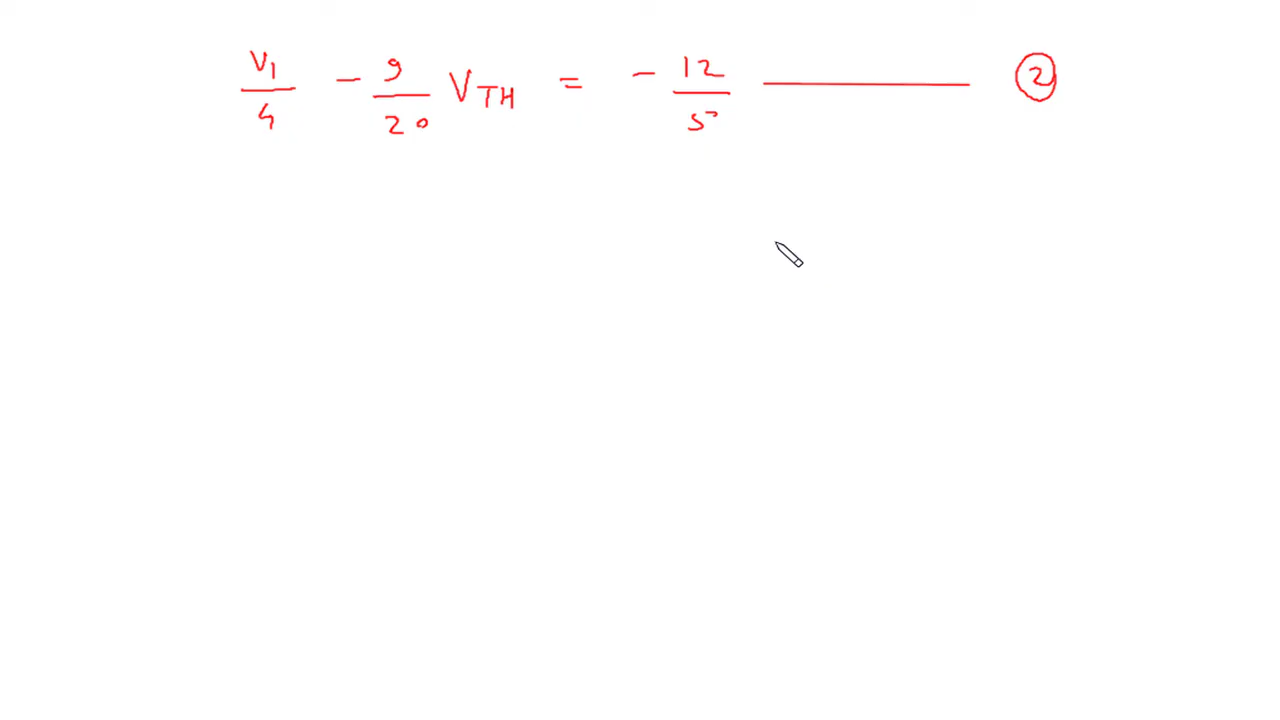 V1/4 - 9/20 VTH = - 12/5 ——— ②